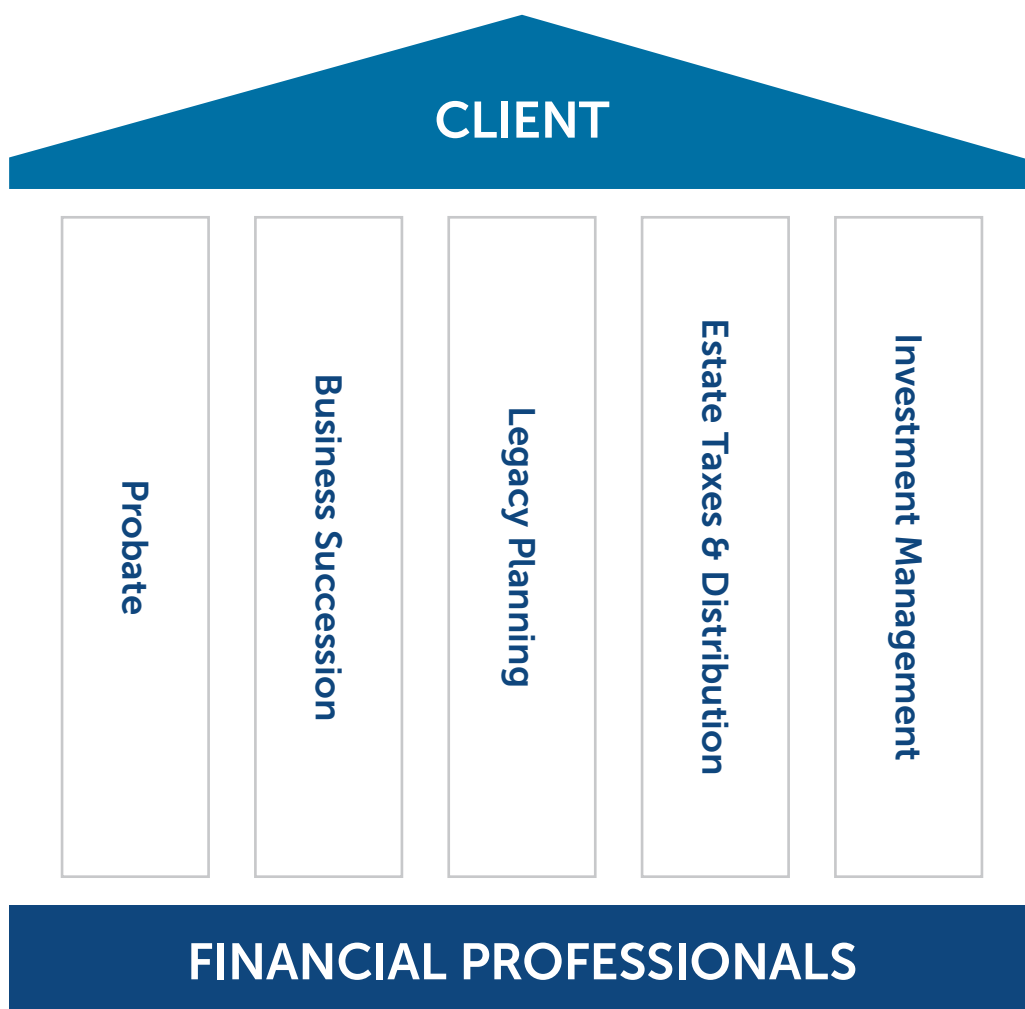 CLIENT
Probate
Business Succession
Legacy Planning
Estate Taxes & Distribution
Investment Management
FINANCIAL PROFESSIONALS